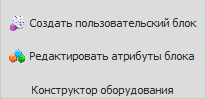 Создать пользовательский блок
Редактировать атрибуты блока
Конструктор оборудования